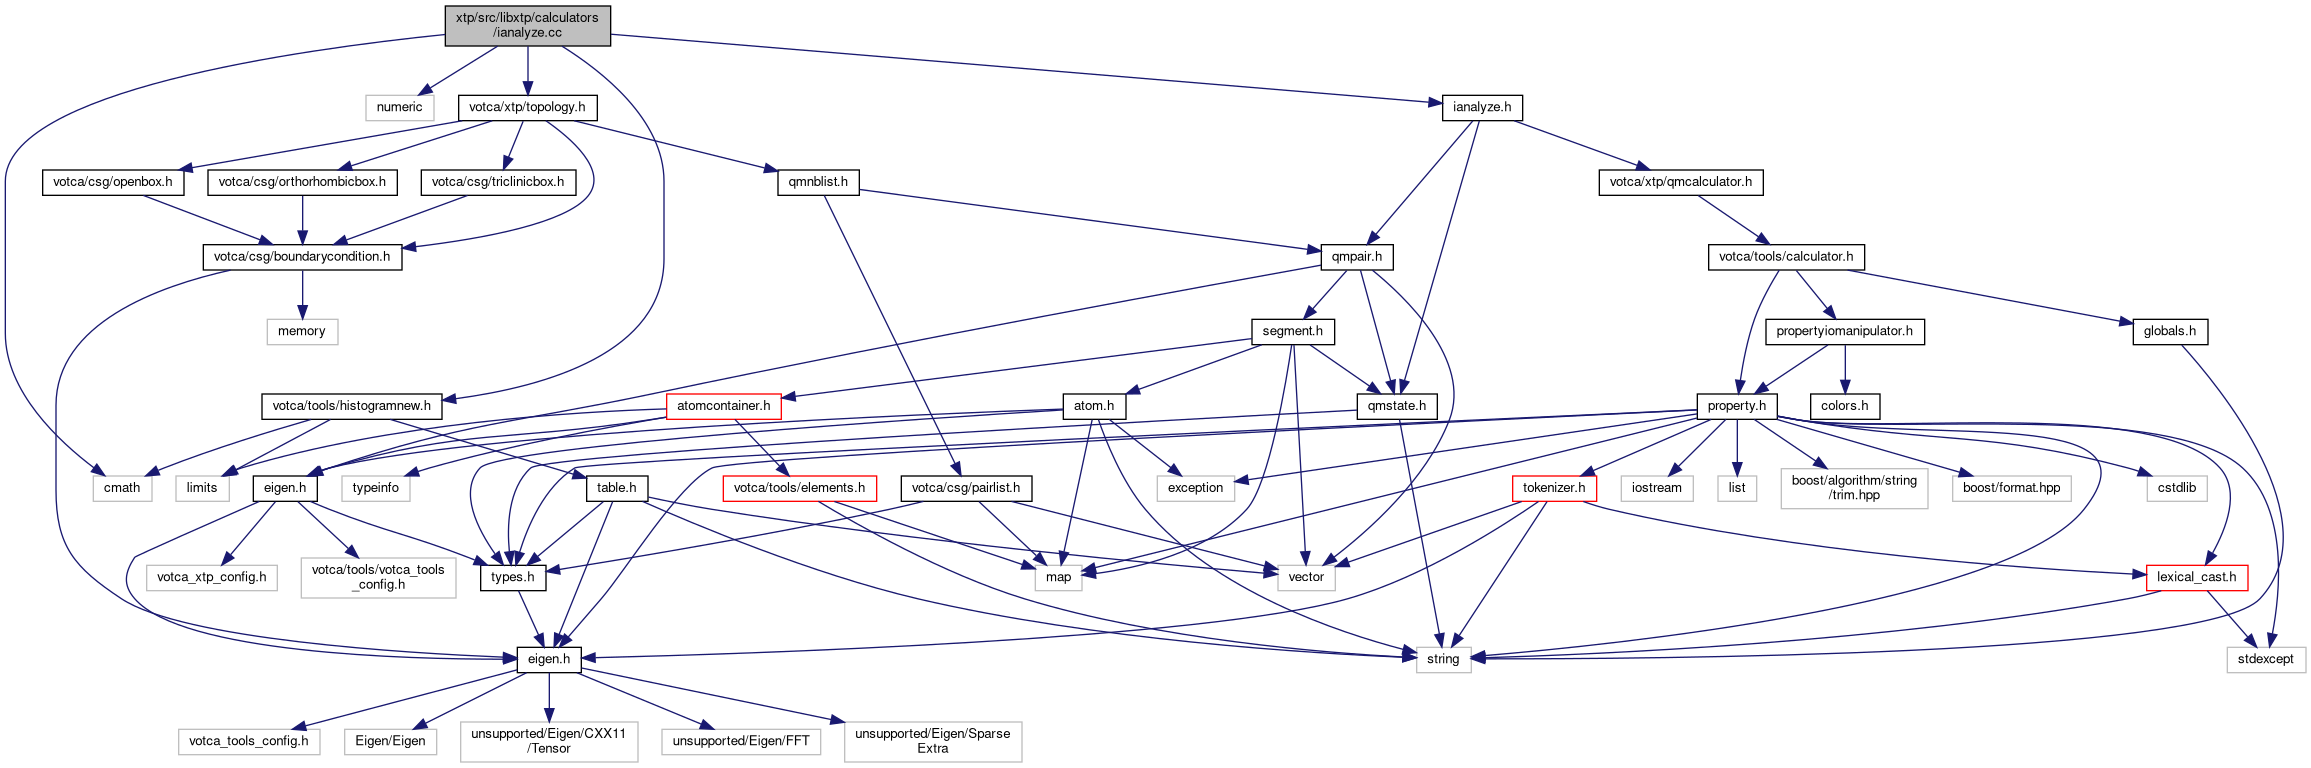 xtp/src/libxtp/calculators
/ianalyze.cc
numeric
votca/xtp/topology.h
ianalyze.h
votca/csg/openbox.h
votca/csg/orthorhombicbox.h
votca/csg/triclinicbox.h
qmnblist.h
votca/xtp/qmcalculator.h
votca/csg/boundarycondition.h
qmpair.h
votca/tools/calculator.h
memory
segment.h
propertyiomanipulator.h
globals.h
votca/tools/histogramnew.h
atomcontainer.h
atom.h
qmstate.h
property.h
colors.h
cmath
limits
eigen.h
typeinfo
table.h
votca/tools/elements.h
votca/csg/pairlist.h
exception
tokenizer.h
iostream
list
boost/algorithm/string
/trim.hpp
boost/format.hpp
cstdlib
votca_xtp_config.h
votca/tools/votca_tools
_config.h
types.h
map
vector
lexical_cast.h
eigen.h
string
stdexcept
votca_tools_config.h
Eigen/Eigen
unsupported/Eigen/CXX11
/Tensor
unsupported/Eigen/FFT
unsupported/Eigen/Sparse
Extra